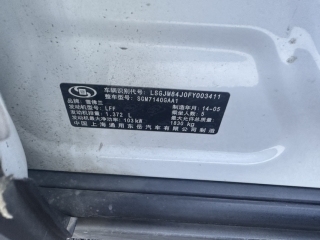 车辆识别代号: LSGJW84J0FY003411
整车型号: SGM7140GAA1
品牌: 雪佛兰 制造年月: 14-05
发动机型号: LFF 乘坐人数: 5
发动机排量: 1.372 L 最大允许总质量:
发动机最大净功率: 103 kW 1830 KG
中国 上海通用东岳汽车有限公司 制造